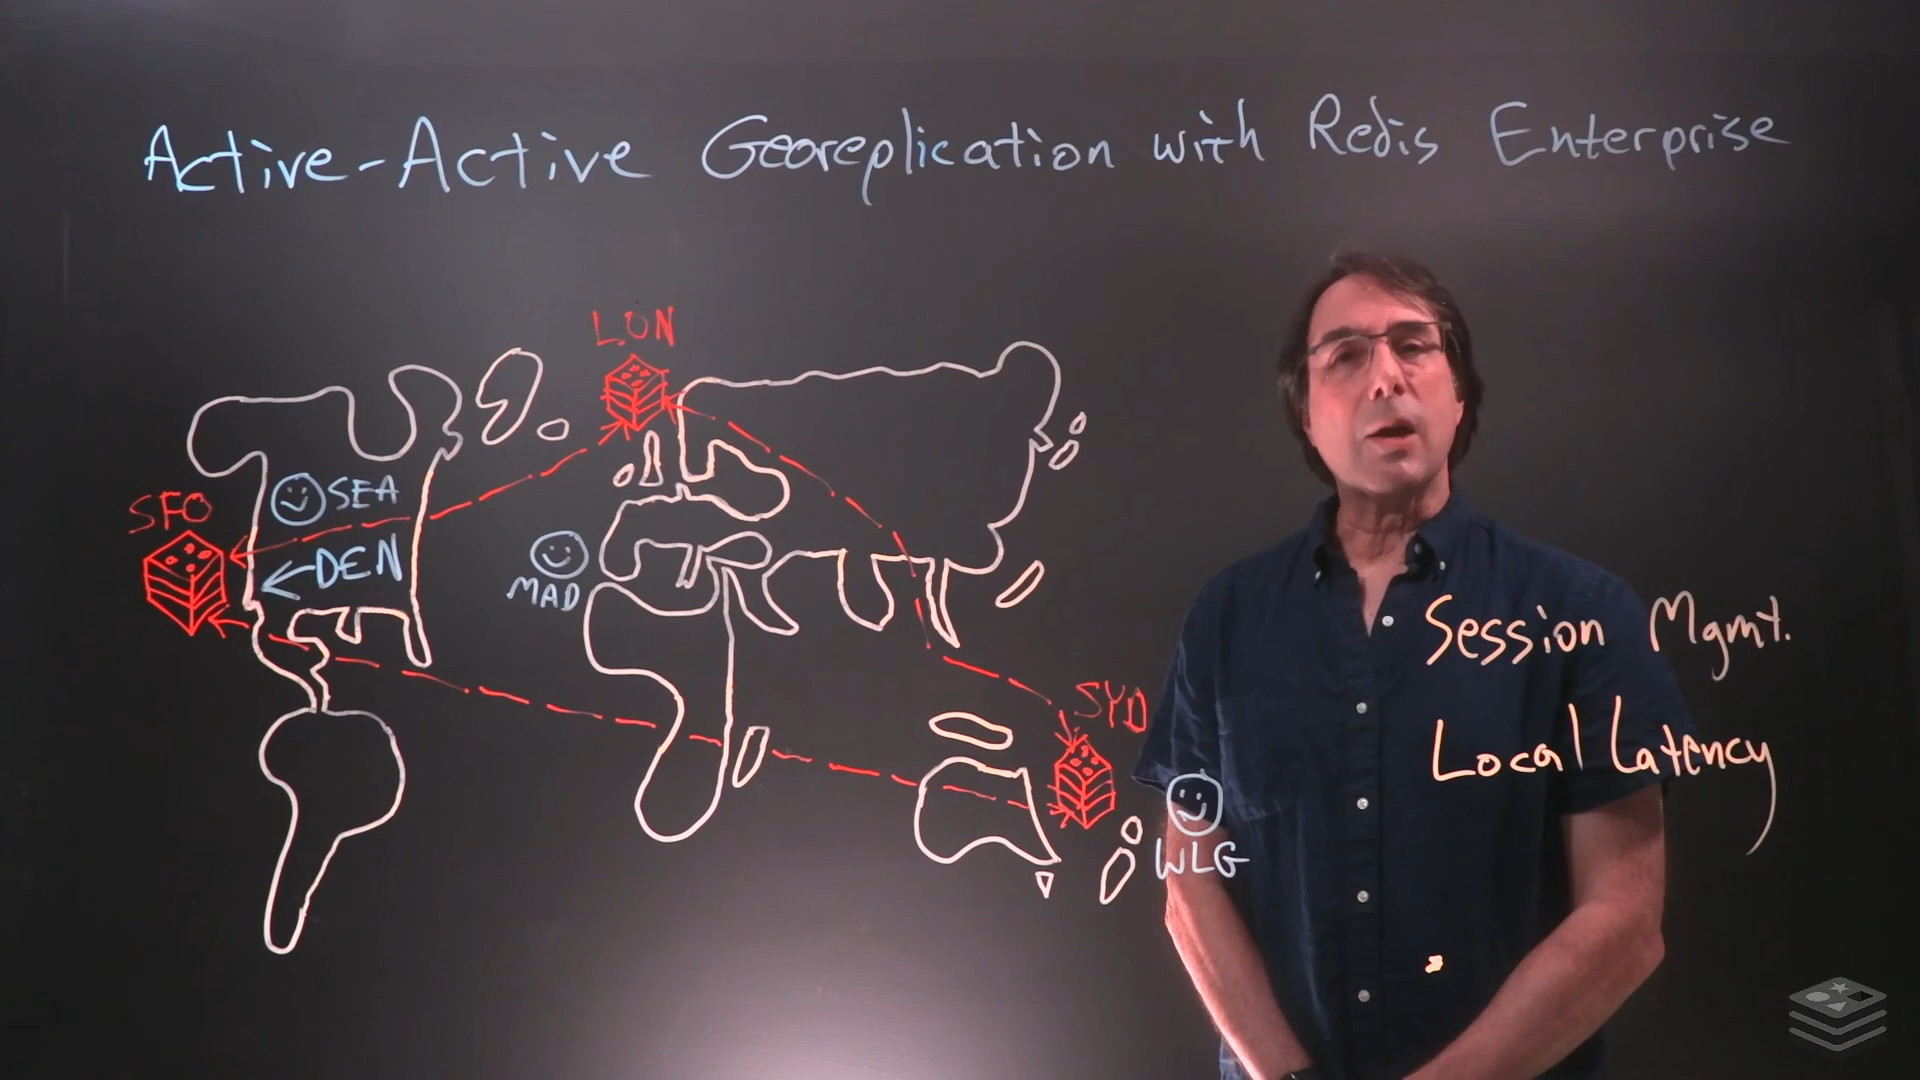 Active-Active Georeplication with Redis Enterprise
LON
SEA
SFO
DEN
MAD
Session Mgmt.
SYD
Local Latency
WLG